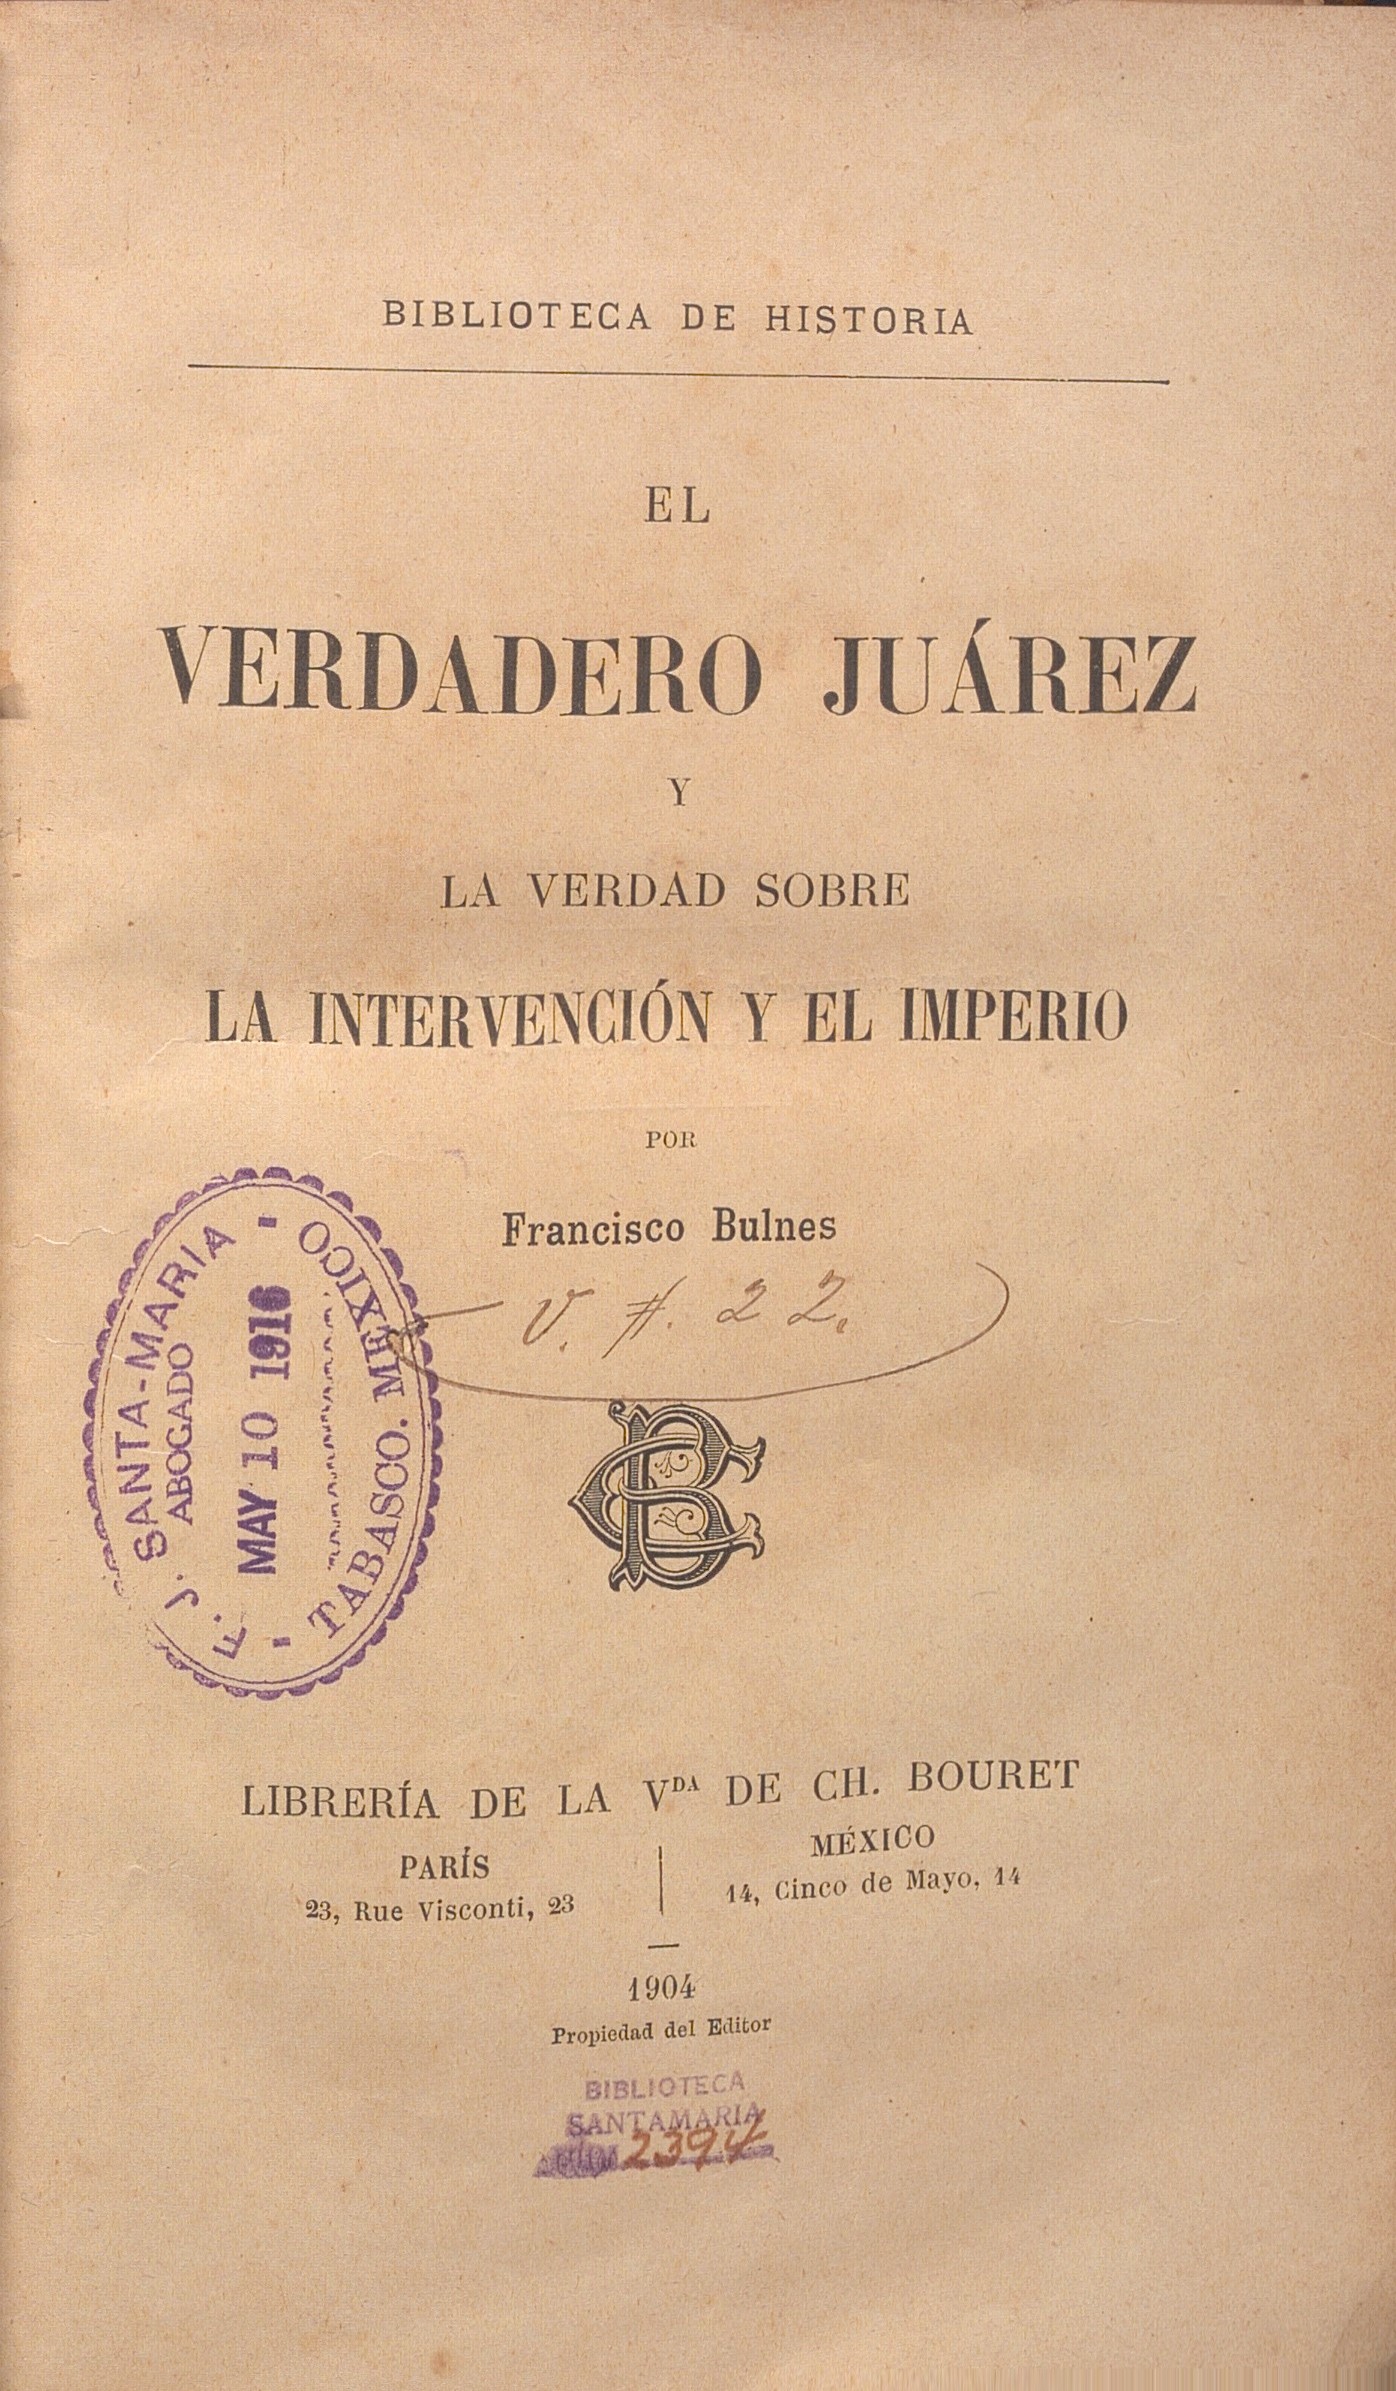 BIBLIOTECA DE HISTORIA
EL
VERDADERO JUÁREZ
Y
LA VERDAD SOBRE
LA INTERVENCIÓN Y EL IMPERIO
POR
Francisco Bulnes
V. #. 22.
F. J. SANTA-MARIA
ABOGADO
MAY 10 1916
TABASCO. MEXICO
LIBRERÍA DE LA VDA DE CH. BOURET
PARÍS
23, Rue Visconti, 23
MÉXICO
14, Cinco de Mayo, 14
1904
Propiedad del Editor
BIBLIOTECA
SANTAMARIA
2394